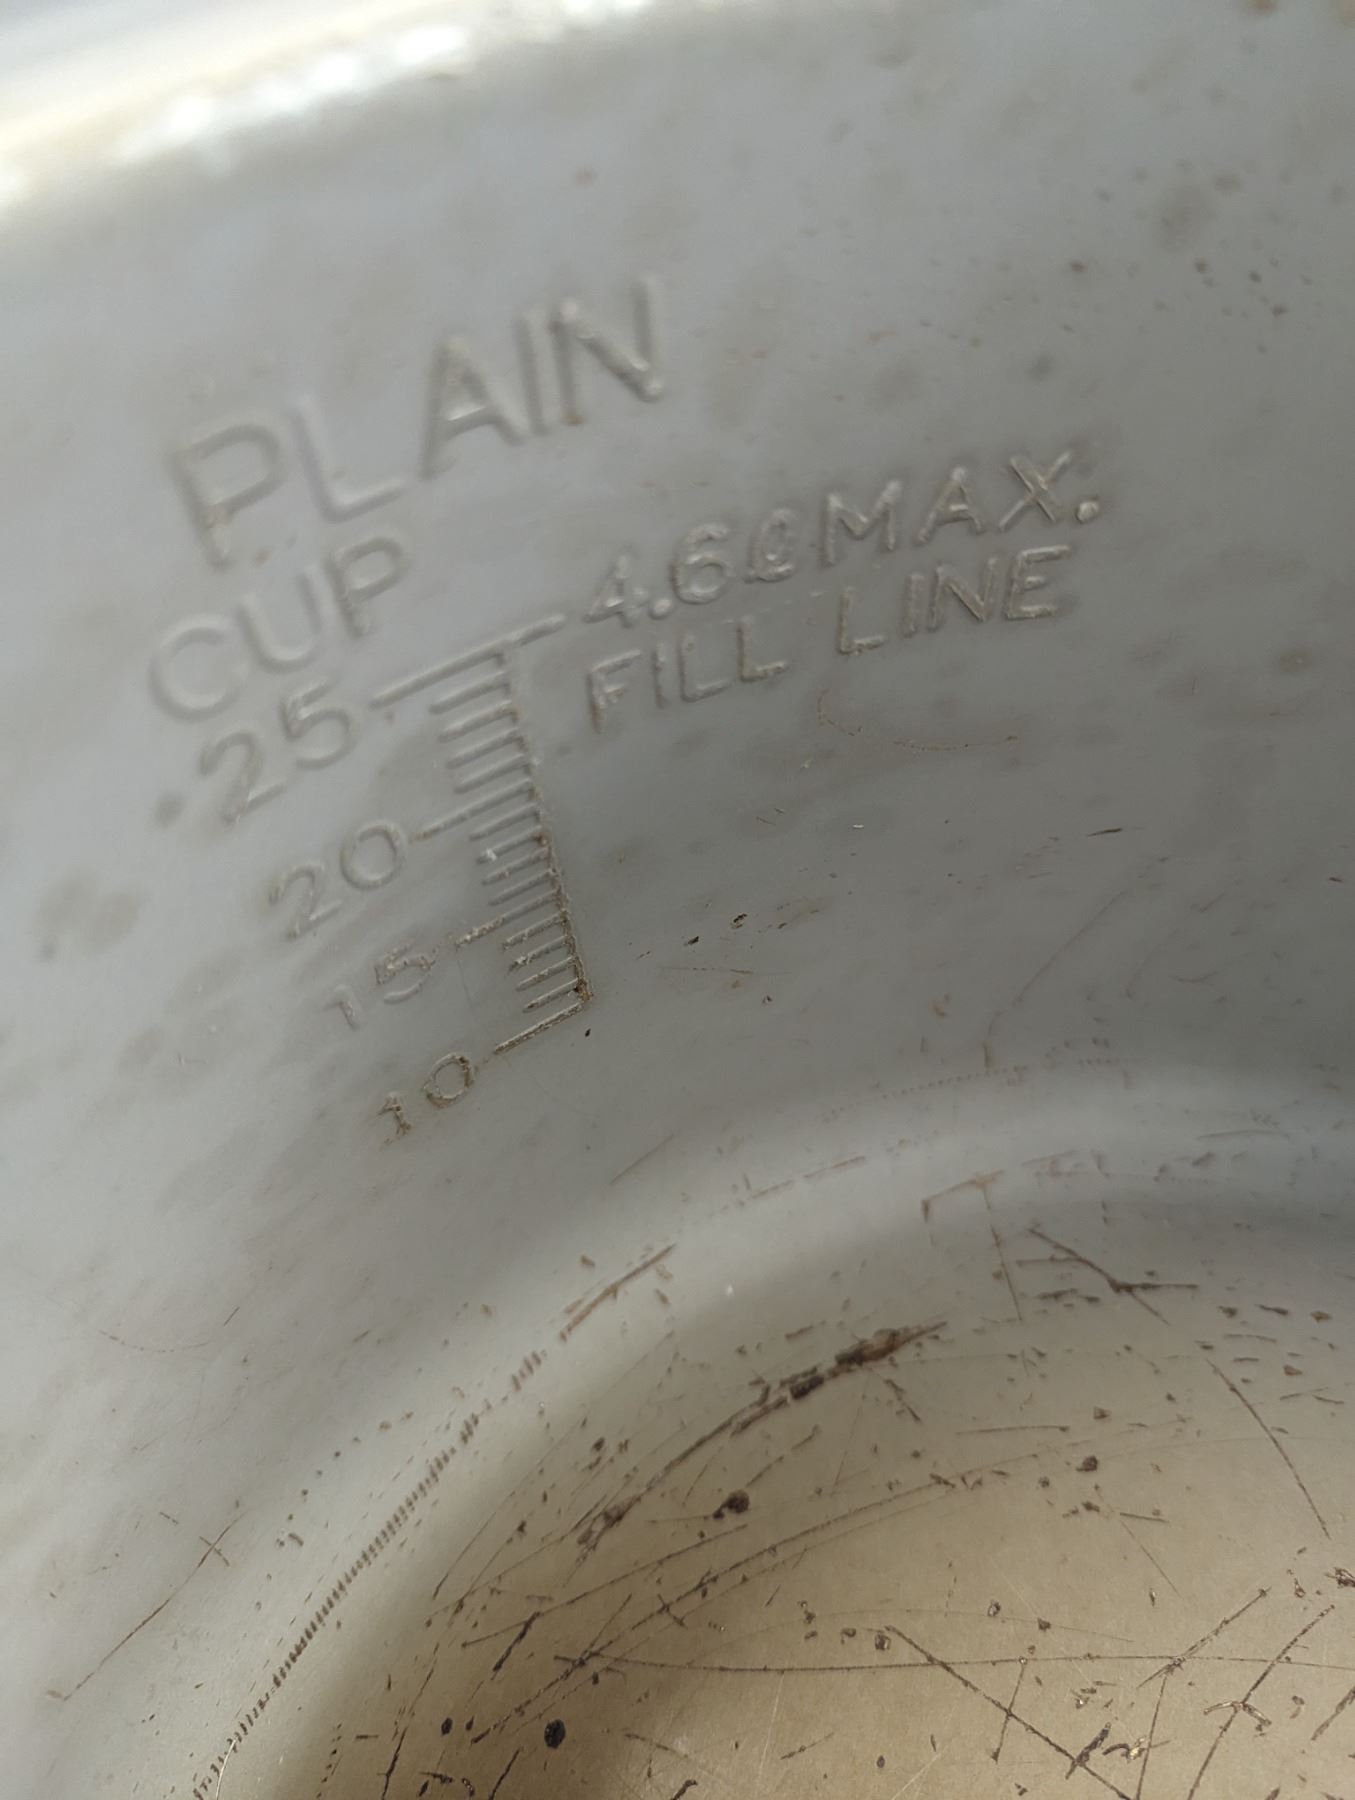 PLAIN
CUP
25
4.6ℓ MAX.
FILL LINE
20
15
10